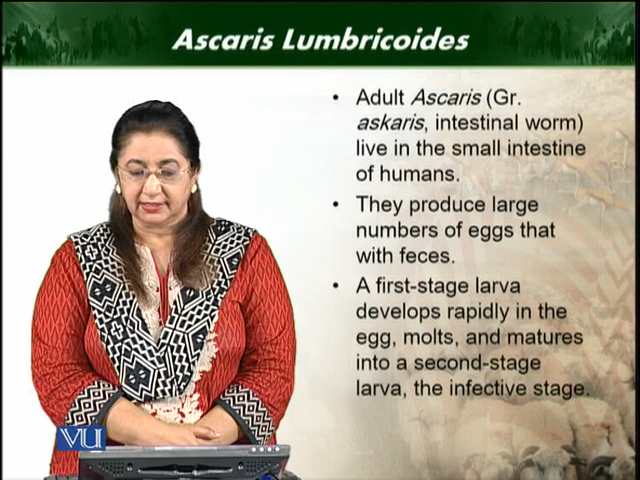 Ascaris Lumbricoides
• Adult Ascaris (Gr.
askaris, intestinal worm)
live in the small intestine
of humans.
• They produce large
numbers of eggs that
with feces.
• A first-stage larva
develops rapidly in the
egg, molts, and matures
into a second-stage
larva, the infective stage.
VU